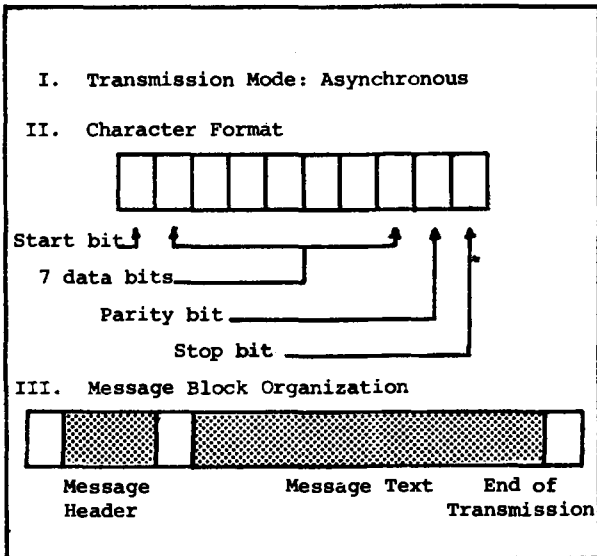 I. Transmission Mode: Asynchronous
II. Character Format
Start bit
7 data bits
Parity bit
Stop bit
III. Message Block Organization
Message Header
Message Text
End of Transmission